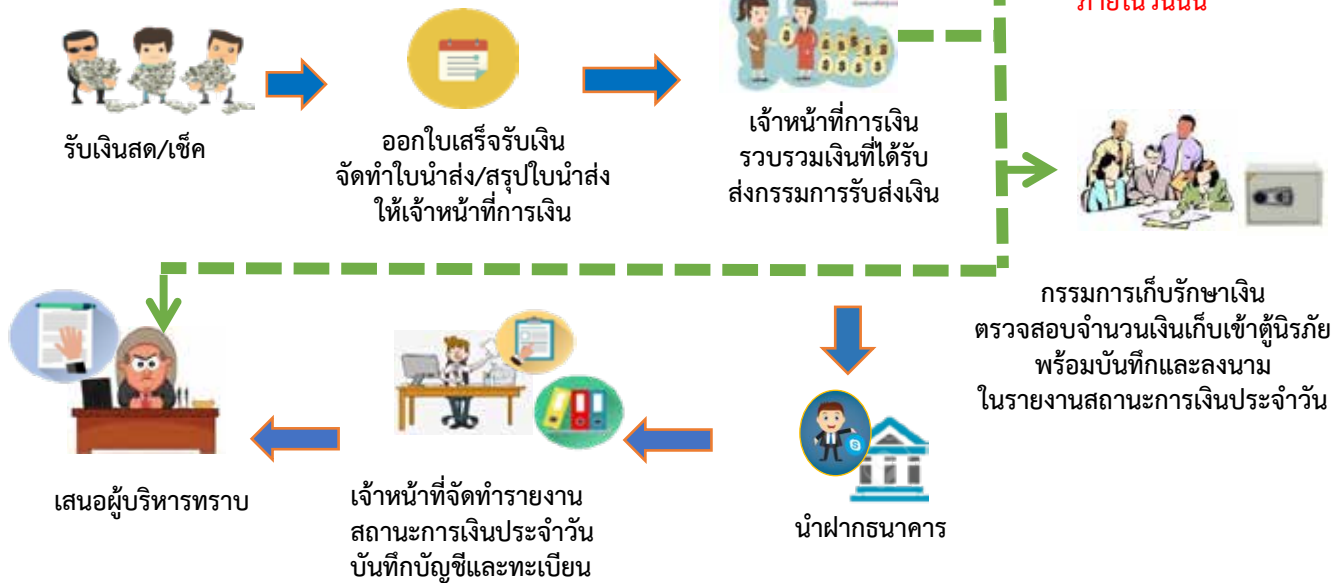 ภายในวันนั้น
รับเงินสด/เช็ค
ออกใบเสร็จรับเงิน
จัดทำใบนำส่ง/สรุปใบนำส่ง
ให้เจ้าหน้าที่การเงิน
เจ้าหน้าที่การเงิน
รวบรวมเงินที่ได้รับ
ส่งกรรมการรับส่งเงิน
กรรมการเก็บรักษาเงิน
ตรวจสอบจำนวนเงินเก็บเข้าตู้นิรภัย
พร้อมบันทึกและลงนาม
ในรายงานสถานะการเงินประจำวัน
เสนอผู้บริหารทราบ
เจ้าหน้าที่จัดทำรายงาน
สถานะการเงินประจำวัน
บันทึกบัญชีและทะเบียน
นำฝากธนาคาร